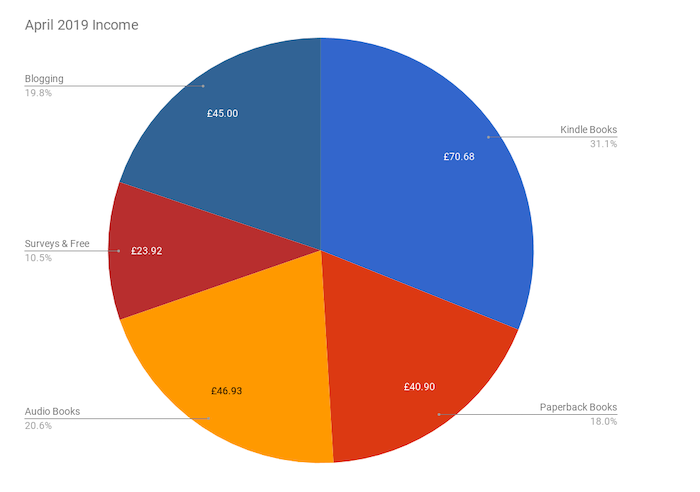 April 2019 Income
Blogging
19.8%
£45.00
Kindle Books
31.1%
£70.68
Surveys & Free
10.5%
£23.92
Audio Books
20.6%
£46.93
Paperback Books
18.0%
£40.90